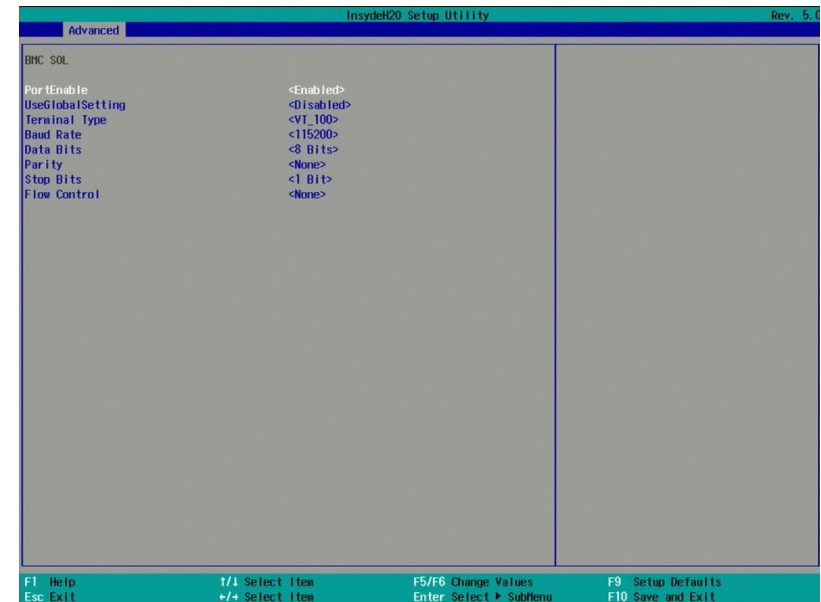 InsydeH20 Setup Utility Rev. 5.0
Advanced
BMC SOL
PortEnable <Enabled>
UseGlobalSetting <Disabled>
Terminal Type <VT_100>
Baud Rate <115200>
Data Bits <8 Bits>
Parity <None>
Stop Bits <1 Bit>
Flow Control <None>
F1 Help ↑/↓ Select Item F5/F6 Change Values F9 Setup Defaults
Esc Exit ←/→ Select Item Enter Select ▶ SubMenu F10 Save and Exit